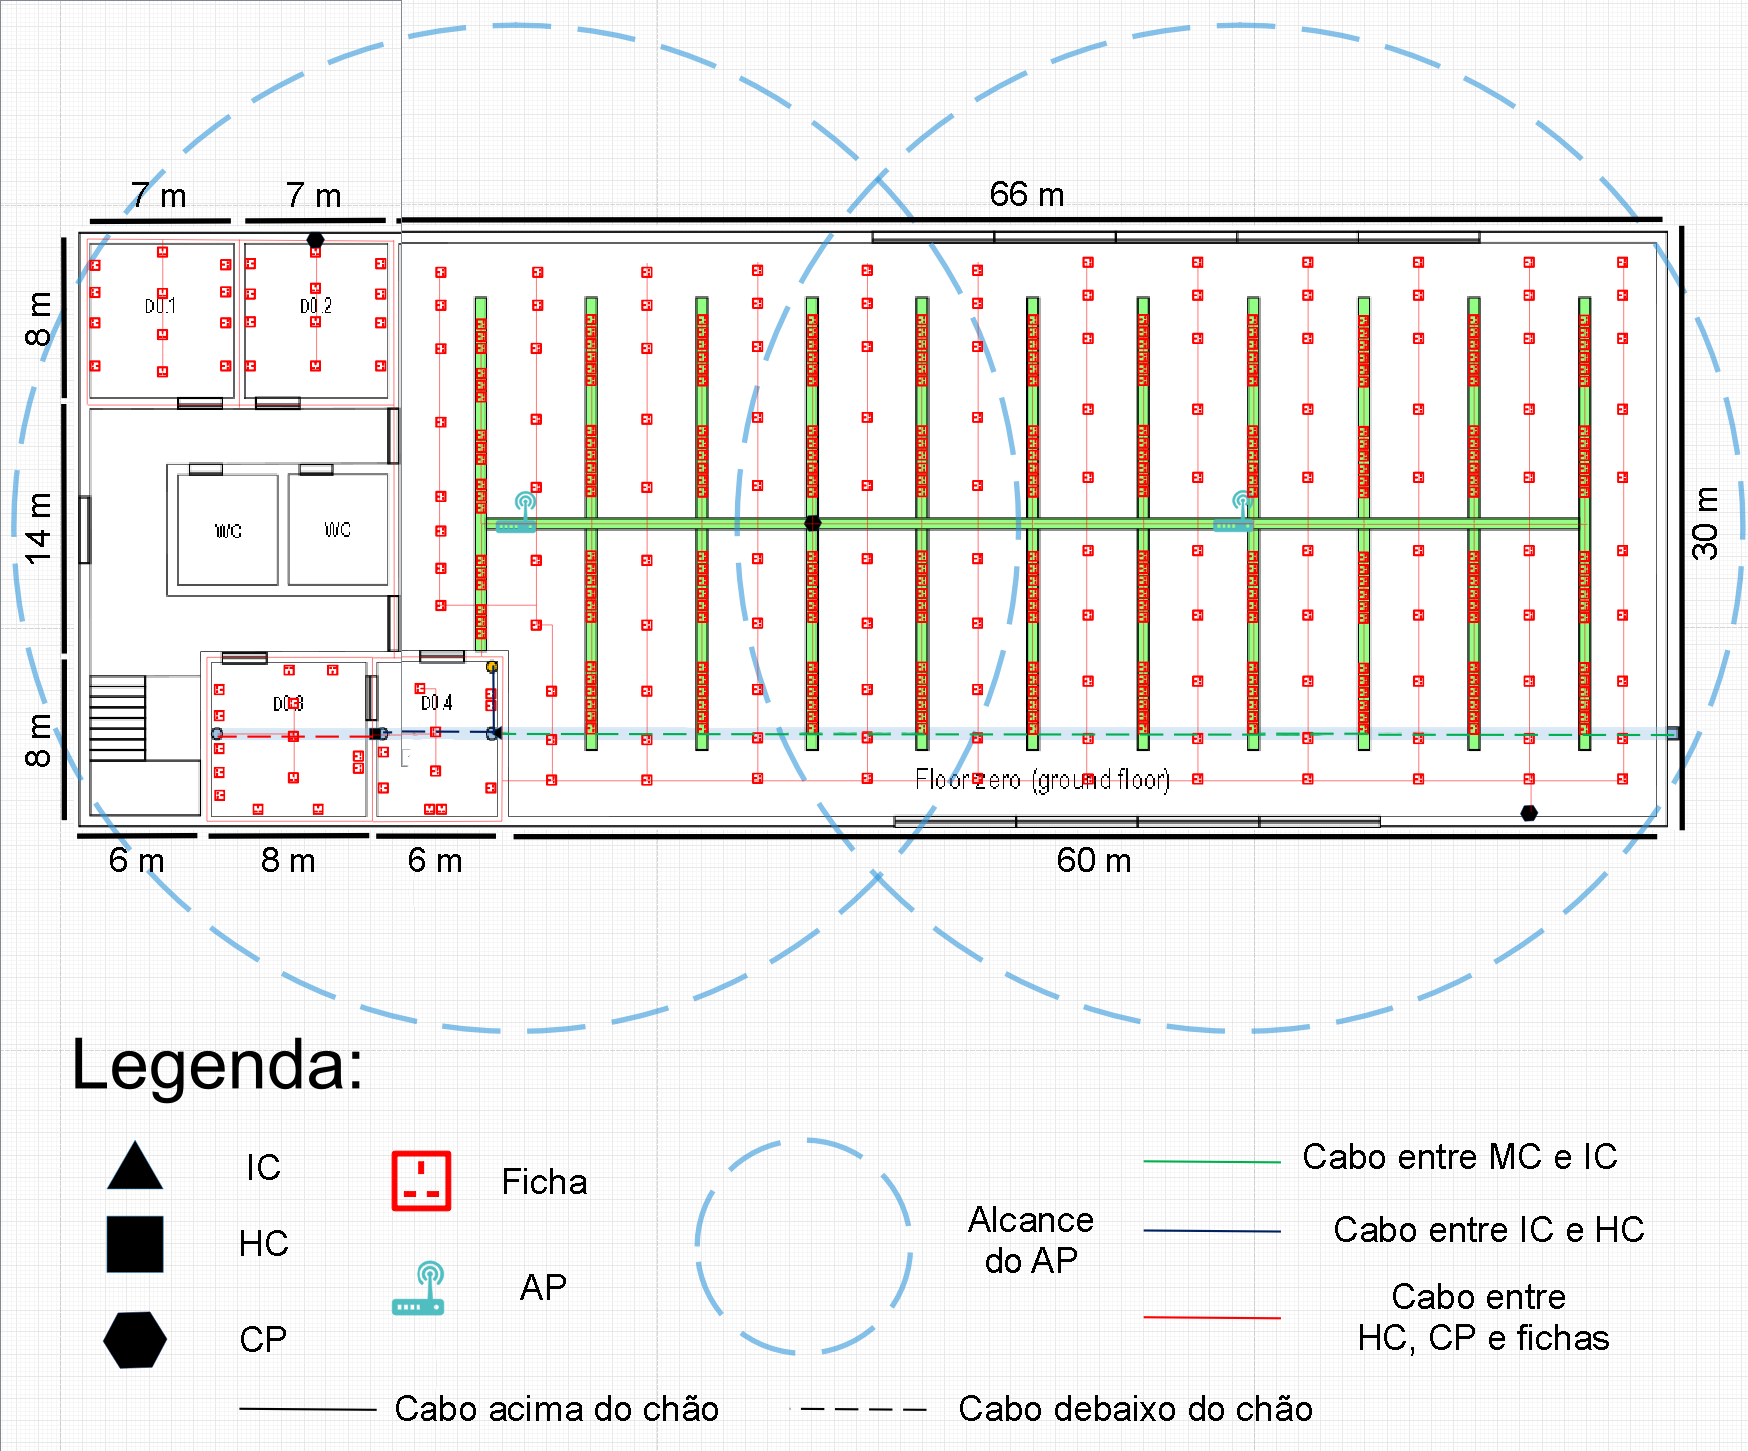 7 m
7 m
66 m
8 m
D0.1
D0.2
14 m
WC
WC
30 m
8 m
D0.3
D0.4
Floor zero (ground floor)
6 m
8 m
6 m
60 m
Legenda:
IC
HC
CP
Ficha
AP
Alcance
do AP
Cabo entre MC e IC
Cabo entre IC e HC
Cabo entre
HC, CP e fichas
Cabo acima do chão
Cabo debaixo do chão